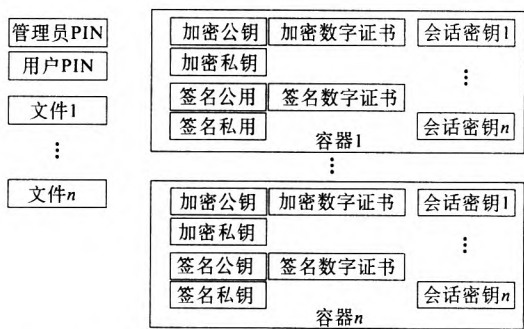 管理员PIN
用户PIN
文件1
⋮
文件n
加密公钥 加密数字证书 会话密钥1
加密私钥
⋮
签名公用 签名数字证书
签名私用 会话密钥n
容器1
⋮
加密公钥 加密数字证书 会话密钥1
加密私钥
⋮
签名公钥 签名数字证书
签名私钥 会话密钥n
容器n